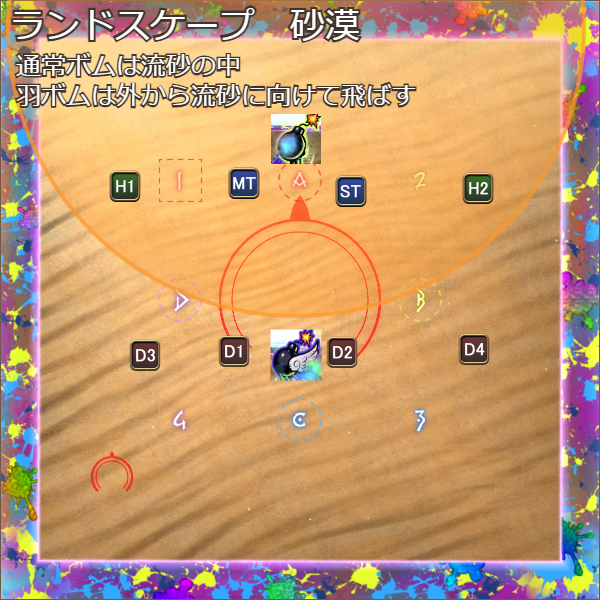 ランドスケープ 砂漠
通常ボムは流砂の中
羽ボムは外から流砂に向けて飛ばす
H1 1 MT A ST 2 H2
D B
D3 D1 D2 D4
4 C 3